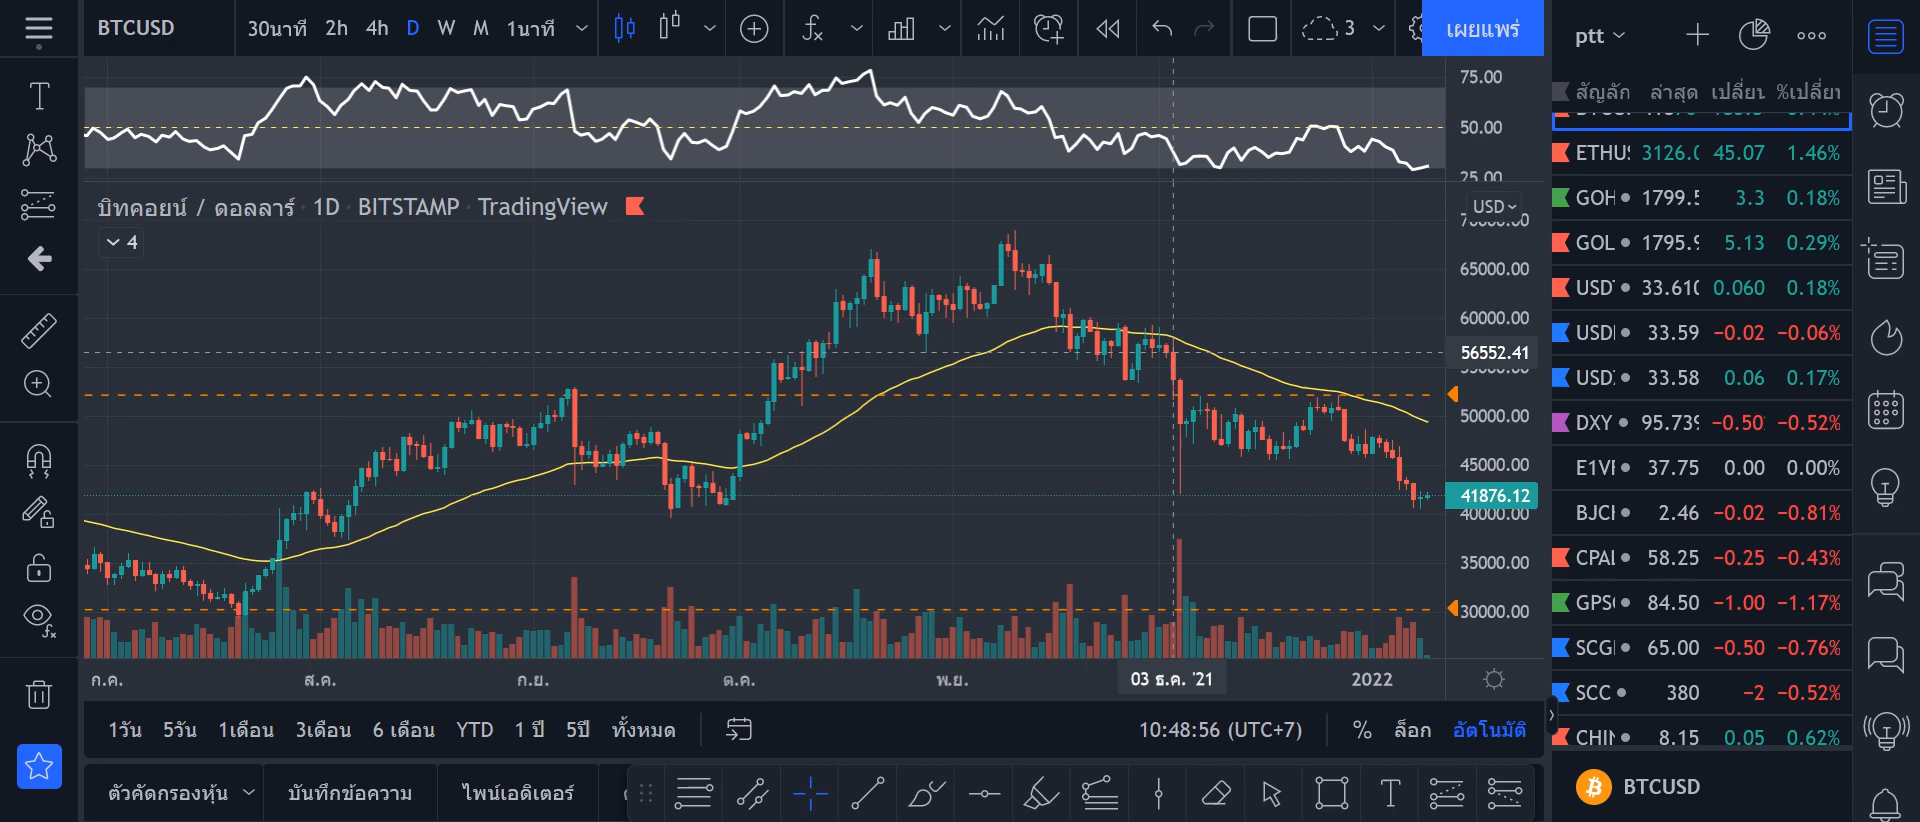 BTCUSD 30นาที 2h 4h D W M 1นาที 3 เผยแพร่
75.00
50.00
25.00
บิทคอยน์ / ดอลลาร์ · 1D · BITSTAMP · TradingView
4
USD
65000.00
60000.00
56552.41
50000.00
45000.00
41876.12
40000.00
35000.00
30000.00
ก.ค. ส.ค. ก.ย. ต.ค. พ.ย. 03 ธ.ค. '21 2022
1วัน 5วัน 1เดือน 3เดือน 6 เดือน YTD 1 ปี 5ปี ทั้งหมด 10:48:56 (UTC+7) % ล็อก อัตโนมัติ
ตัวคัดกรองหุ้น บันทึกข้อความ ไพน์เอดิเตอร์
ptt
สัญลัก ล่าสุด เปลี่ยน %เปลี่ยน
ETHU 3126.0 45.07 1.46%
GOH 1799.5 3.3 0.18%
GOL 1795.9 5.13 0.29%
USD 33.610 0.060 0.18%
USD 33.59 −0.02 −0.06%
USD 33.58 0.06 0.17%
DXY 95.739 −0.50 −0.52%
E1V 37.75 0.00 0.00%
BJC 2.46 −0.02 −0.81%
CPAL 58.25 −0.25 −0.43%
GPS 84.50 −1.00 −1.17%
SCG 65.00 −0.50 −0.76%
SCC 380 −2 −0.52%
CHI 8.15 0.05 0.62%
BTCUSD